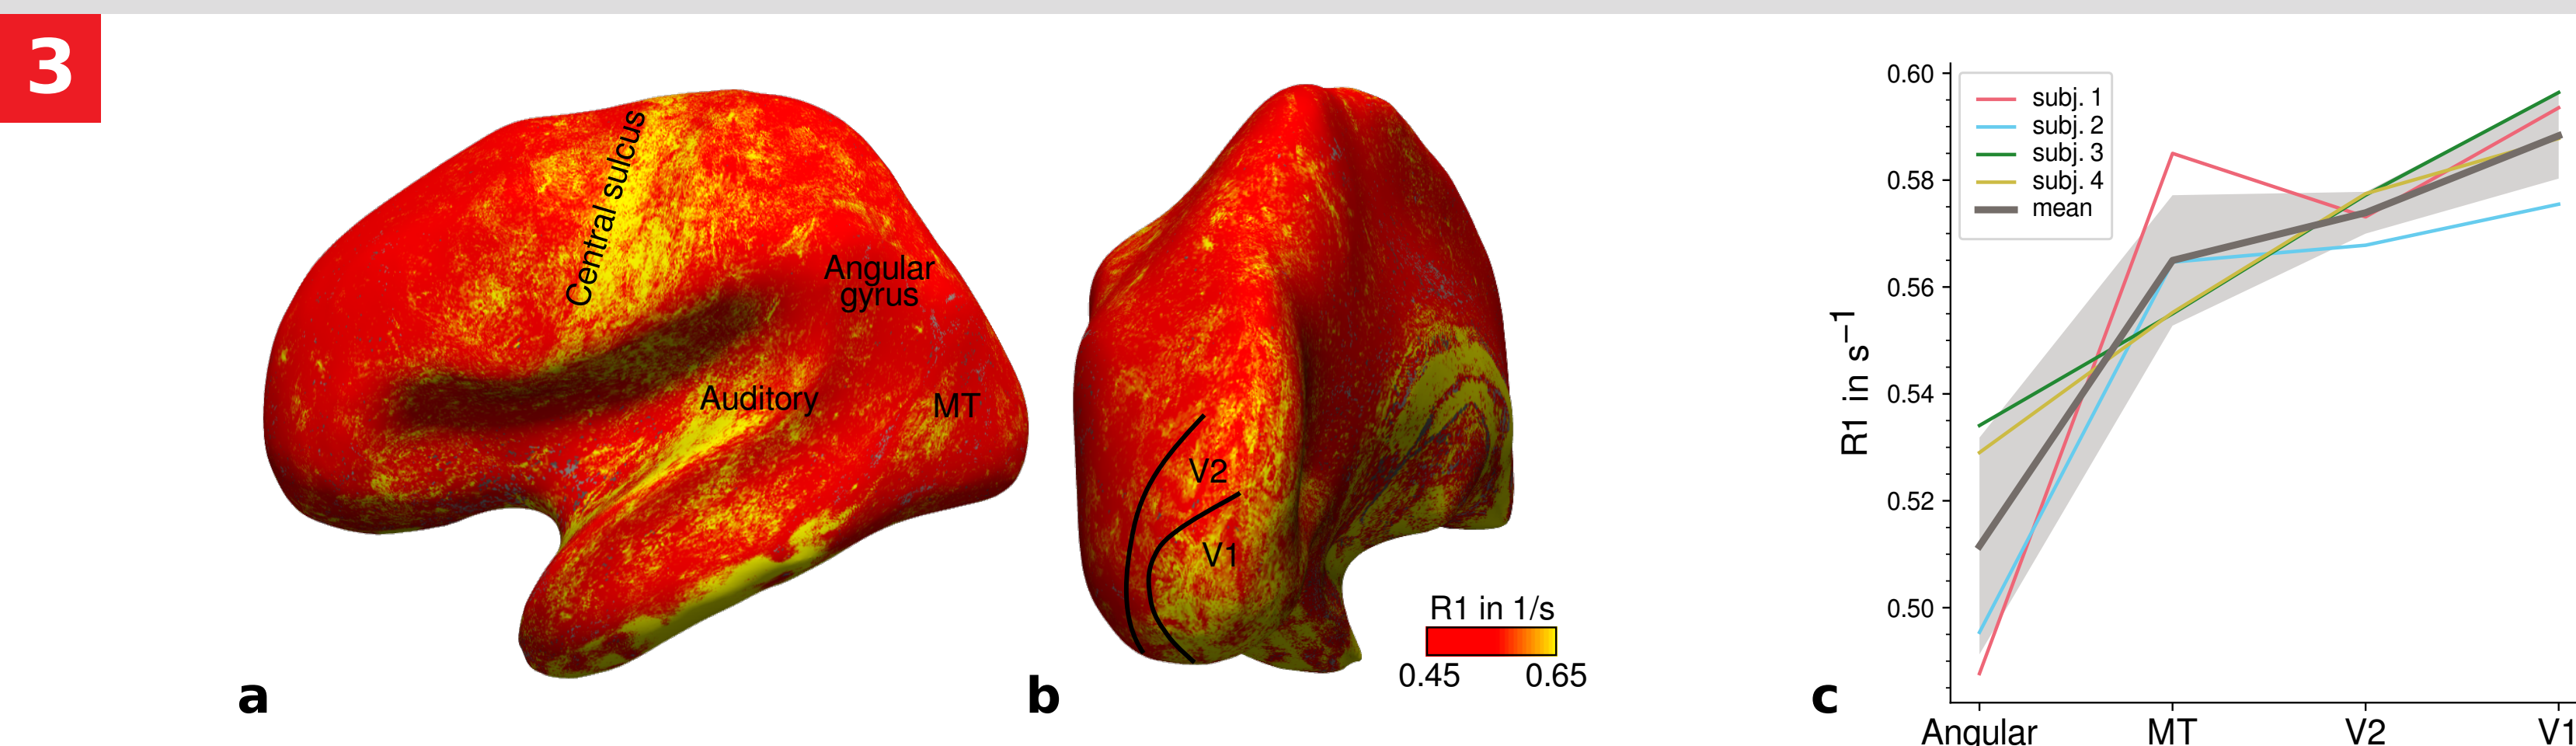 3
Central sulcus
Angular
gyrus
Auditory
MT
a
V2
V1
R1 in 1/s
0.45 0.65
b
0.60
0.58
0.56
0.54
0.52
0.50
R1 in s⁻¹
subj. 1
subj. 2
subj. 3
subj. 4
mean
Angular MT V2 V1
c